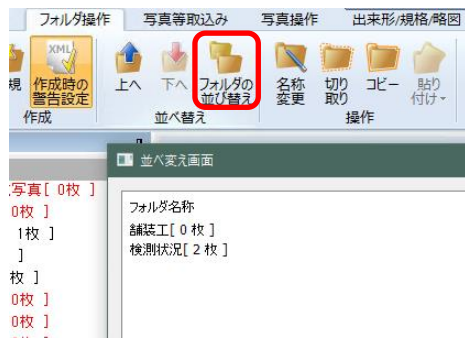 フォルダ操作 写真等取込み 写真操作 出来形/規格/略図
XML
規 作成時の警告設定 上へ 下へ フォルダの並び替え 名称変更 切り取り コピー 貼り付け
作成 並べ替え 操作
並べ変え画面
写真[ 0枚 ]
0枚 ]
1枚 ]
]
枚 ]
0枚 ]
0枚 ]
フォルダ名称
舗装工[ 0 枚 ]
検測状況[ 2 枚 ]